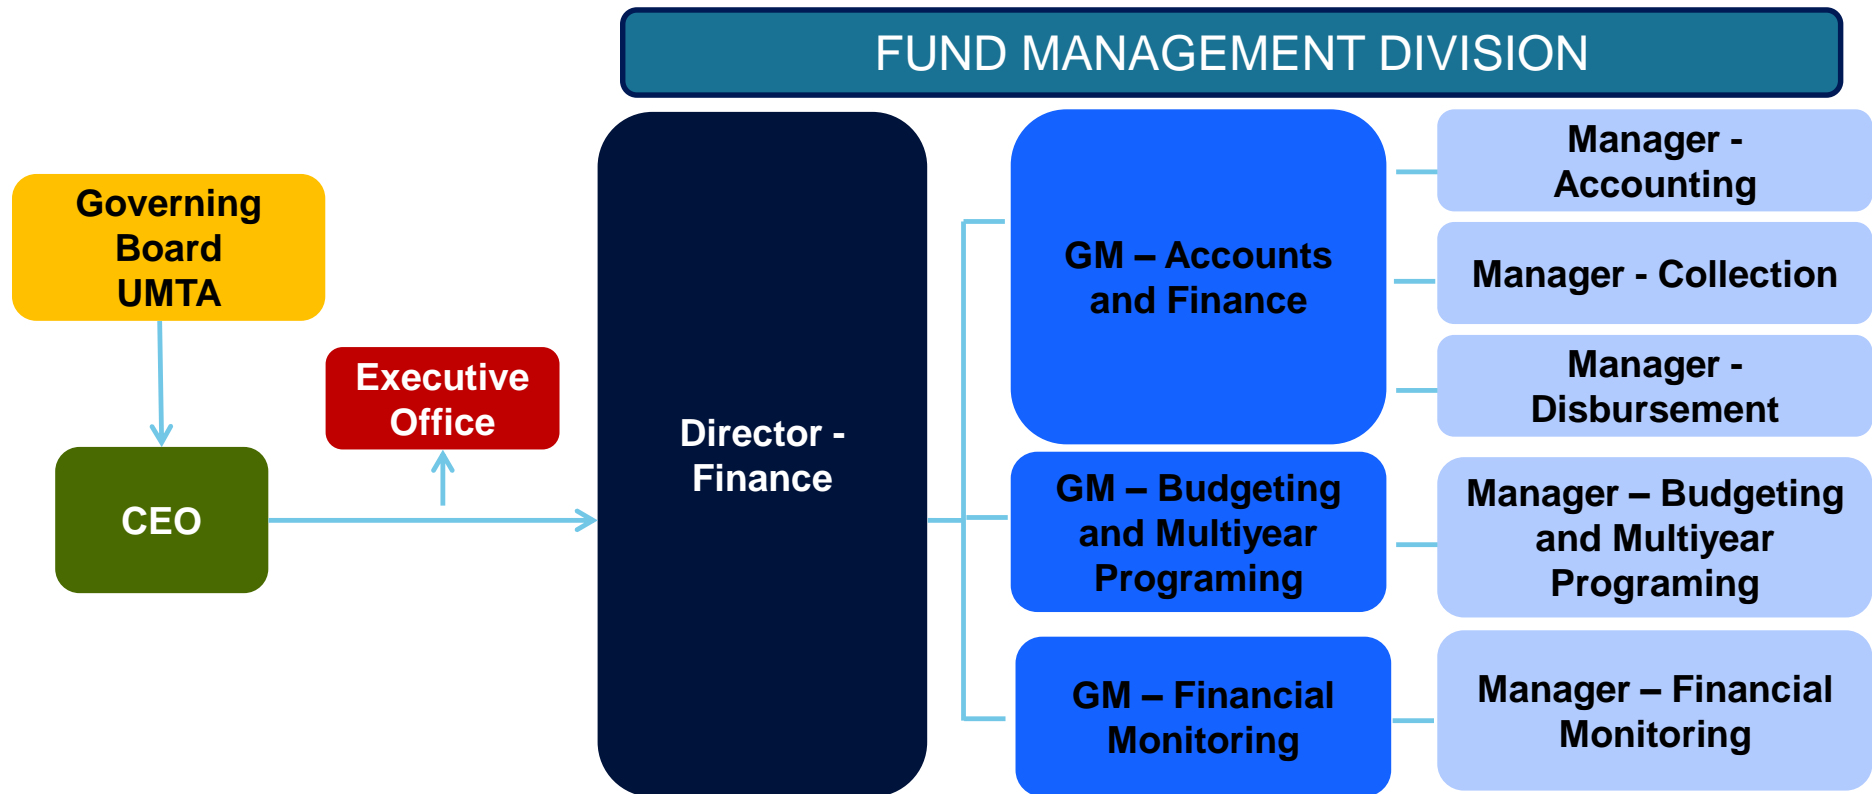 FUND MANAGEMENT DIVISION
Governing
Board
UMTA
CEO
Executive
Office
Director -
Finance
GM – Accounts
and Finance
GM – Budgeting
and Multiyear
Programing
GM – Financial
Monitoring
Manager -
Accounting
Manager - Collection
Manager -
Disbursement
Manager – Budgeting
and Multiyear
Programing
Manager – Financial
Monitoring